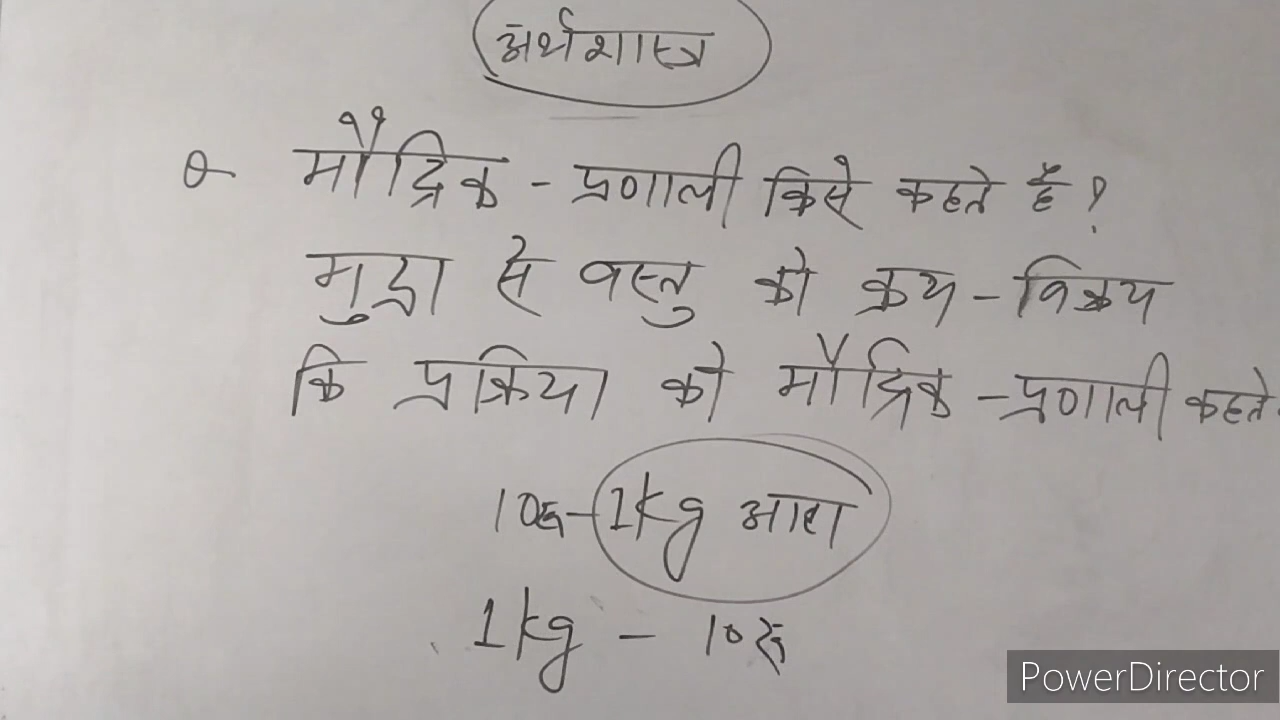 अर्थशास्त्र
Q मौद्रिक - प्रणाली किसे कहते हैं?
मुद्रा से वस्तु को क्रय - विक्रय
कि प्रक्रिया को मौद्रिक - प्रणाली कहते
10रु - 1kg आटा
1kg - 10रु
PowerDirector